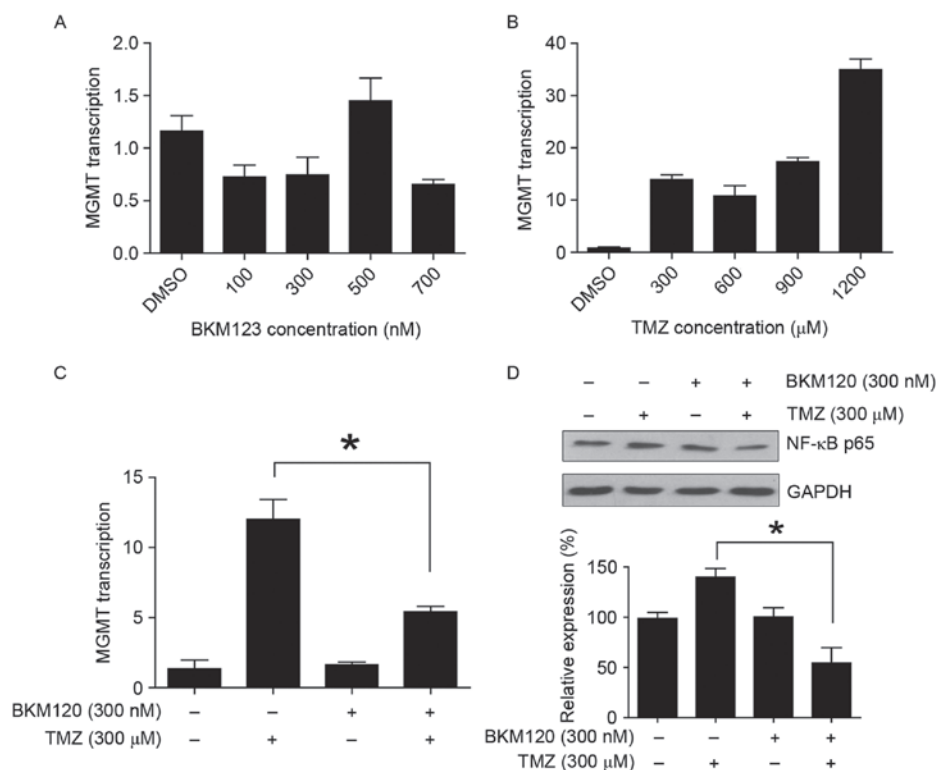 A
MGMT transcription
2.0
1.5
1.0
0.5
0.0
DMSO
100
300
500
700
BKM123 concentration (nM)
B
MGMT transcription
40
30
20
10
0
DMSO
300
600
900
1200
TMZ concentration (μM)
C
MGMT transcription
15
10
5
0
*
BKM120 (300 nM) – – + +
TMZ (300 μM) – + – +
D
– – + + BKM120 (300 nM)
– + – + TMZ (300 μM)
NF-κB p65
GAPDH
Relative expression (%)
150
100
50
0
*
BKM120 (300 nM) – – + +
TMZ (300 μM) – + – +